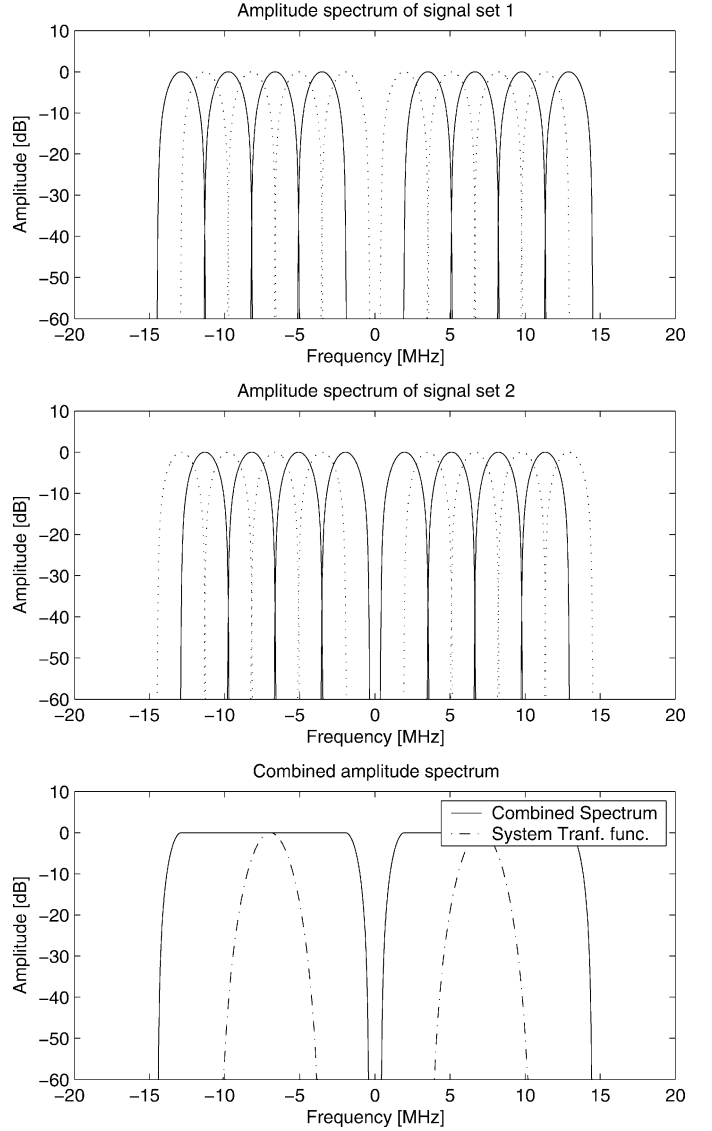 Amplitude spectrum of signal set 1
10
0
−10
−20
−30
−40
−50
−60
Amplitude [dB]
−20 −15 −10 −5 0 5 10 15 20
Frequency [MHz]
Amplitude spectrum of signal set 2
10
0
−10
−20
−30
−40
−50
−60
Amplitude [dB]
−20 −15 −10 −5 0 5 10 15 20
Frequency [MHz]
Combined amplitude spectrum
10
0
−10
−20
−30
−40
−50
−60
Amplitude [dB]
Combined Spectrum
System Tranf. func.
−20 −15 −10 −5 0 5 10 15 20
Frequency [MHz]